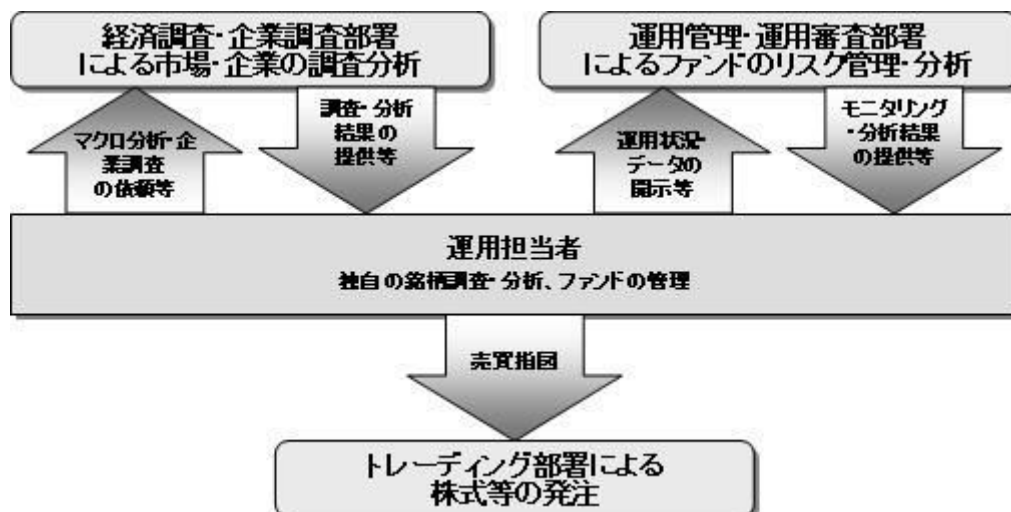 経済調査・企業調査部署
による市場・企業の調査分析
運用管理・運用審査部署
によるファンドのリスク管理・分析
マクロ分析・企
業調査
の依頼等
調査・分析
結果の
提供等
運用状況・
データの
開示等
モニタリング
・分析結果
の提供等
運用担当者
独自の銘柄調査・分析、ファンドの管理
売買指図
トレーディング部署による
株式等の発注